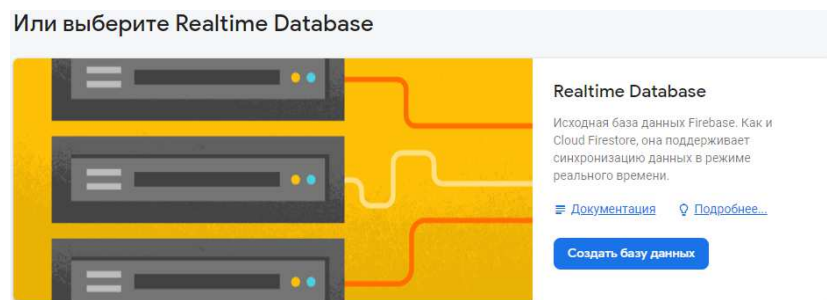 Или выберите Realtime Database
Realtime Database
Исходная база данных Firebase. Как и
Cloud Firestore, она поддерживает
синхронизацию данных в режиме
реального времени.
Документация Подробнее...
Создать базу данных